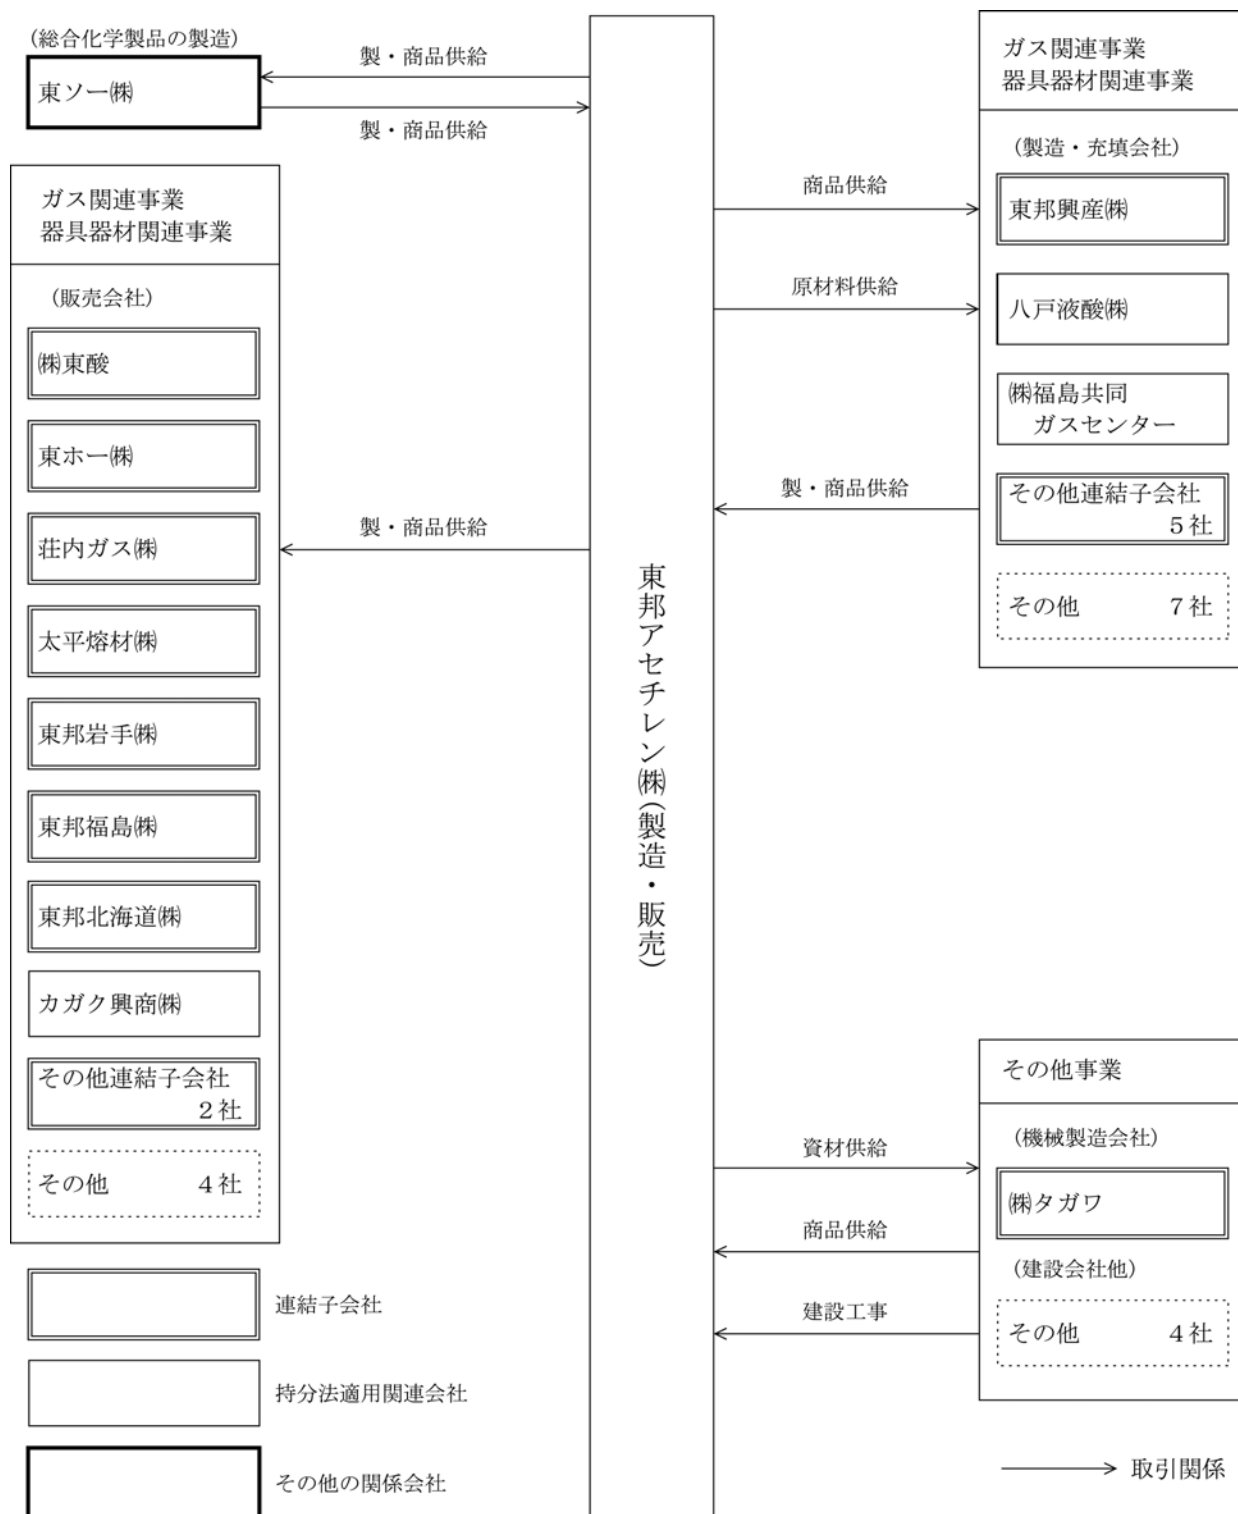 (総合化学製品の製造)
東ソー㈱
製・商品供給
製・商品供給
ガス関連事業
器具器材関連事業
(販売会社)
㈱東酸
東ホー㈱
荘内ガス㈱
太平熔材㈱
東邦岩手㈱
東邦福島㈱
東邦北海道㈱
カガク興商㈱
その他連結子会社
2社
その他 4社
製・商品供給
東邦アセチレン㈱(製造・販売)
ガス関連事業
器具器材関連事業
(製造・充填会社)
商品供給
東邦興産㈱
原材料供給
八戸液酸㈱
㈱福島共同
ガスセンター
製・商品供給
その他連結子会社
5社
その他 7社
その他事業
(機械製造会社)
資材供給
㈱タガワ
商品供給
(建設会社他)
建設工事
その他 4社
連結子会社
持分法適用関連会社
その他の関係会社
取引関係